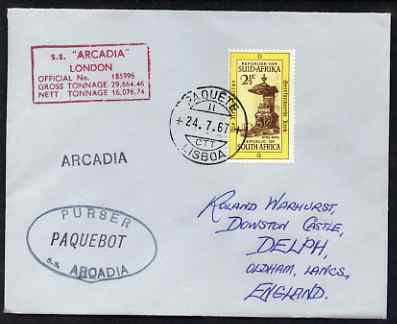 S.S. "ARCADIA"
LONDON
OFFICIAL No. 185996
GROSS TONNAGE 29,664.46
NETT TONNAGE 16,076.74
REPUBLIEK VAN
SUID-AFRIKA
2½c
REPUBLIC OF
SOUTH AFRICA
PAQUETE
II
24.7.67
CTT
LISBOA
ARCADIA
PURSER
PAQUEBOT
S.S. ARCADIA
ROLAND WARHURST,
DOWSTON CASTLE,
DELPH,
OLDHAM, LANCS,
ENGLAND.